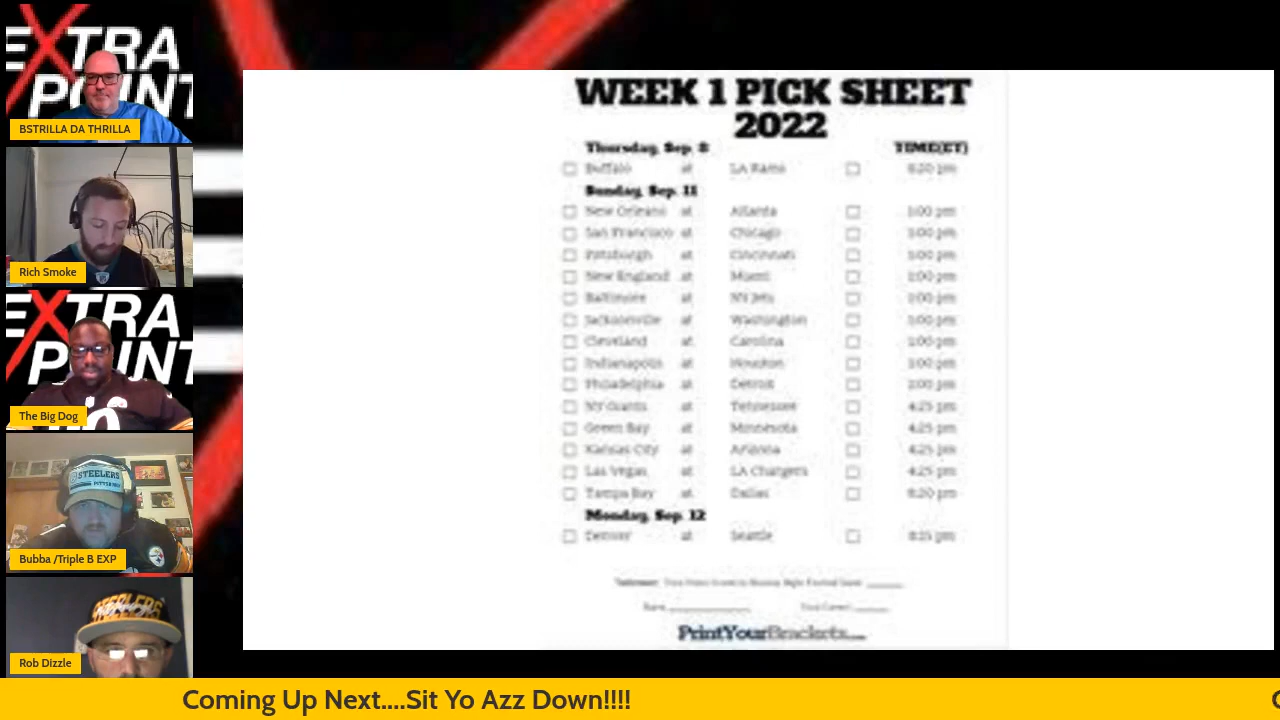 EXTRA
POINT
BSTRILLA DA THRILLA
Rich Smoke
EXTRA
POINT
The Big Dog
STEELERS
PITTSBURGH
Bubba /Triple B EXP
STEELERS
Rob Dizzle
WEEK 1 PICK SHEET
2022
Thursday, Sep. 8 TIME(ET)
Buffalo at LA Rams 8:20 pm
Sunday, Sep. 11
New Orleans at Atlanta 1:00 pm
San Francisco at Chicago 1:00 pm
Pittsburgh at Cincinnati 1:00 pm
New England at Miami 1:00 pm
Baltimore at NY Jets 1:00 pm
Jacksonville at Washington 1:00 pm
Cleveland at Carolina 1:00 pm
Indianapolis at Houston 1:00 pm
Philadelphia at Detroit 1:00 pm
NY Giants at Tennessee 4:25 pm
Green Bay at Minnesota 4:25 pm
Kansas City at Arizona 4:25 pm
Las Vegas at LA Chargers 4:25 pm
Tampa Bay at Dallas 8:20 pm
Monday, Sep. 12
Denver at Seattle 8:15 pm
Name
PrintYourBrackets.com
Coming Up Next....Sit Yo Azz Down!!!!